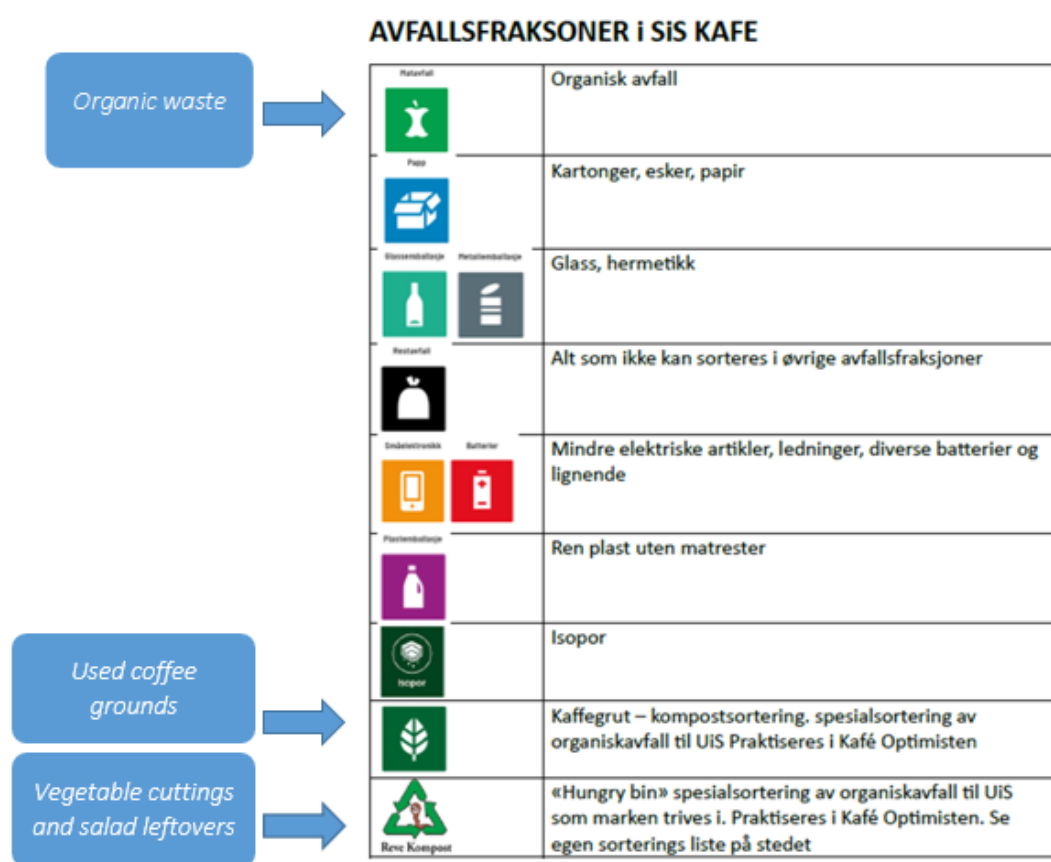 AVFALLSFRAKSONER i SiS KAFE
Organic waste
Matavfall
Organisk avfall
Papp
Kartonger, esker, papir
Glassemballasje Metallemballasje
Glass, hermetikk
Restavfall
Alt som ikke kan sorteres i øvrige avfallsfraksjoner
Småelektronikk Batterier
Mindre elektriske artikler, ledninger, diverse batterier og
lignende
Plastemballasje
Ren plast uten matrester
Isopor
Isopor
Used coffee
grounds
Kaffegrut – kompostsortering. spesialsortering av
organiskavfall til UiS Praktiseres i Kafé Optimisten
Vegetable cuttings
and salad leftovers
Reve Kompost
«Hungry bin» spesialsortering av organiskavfall til UiS
som marken trives i. Praktiseres i Kafé Optimisten. Se
egen sorterings liste på stedet